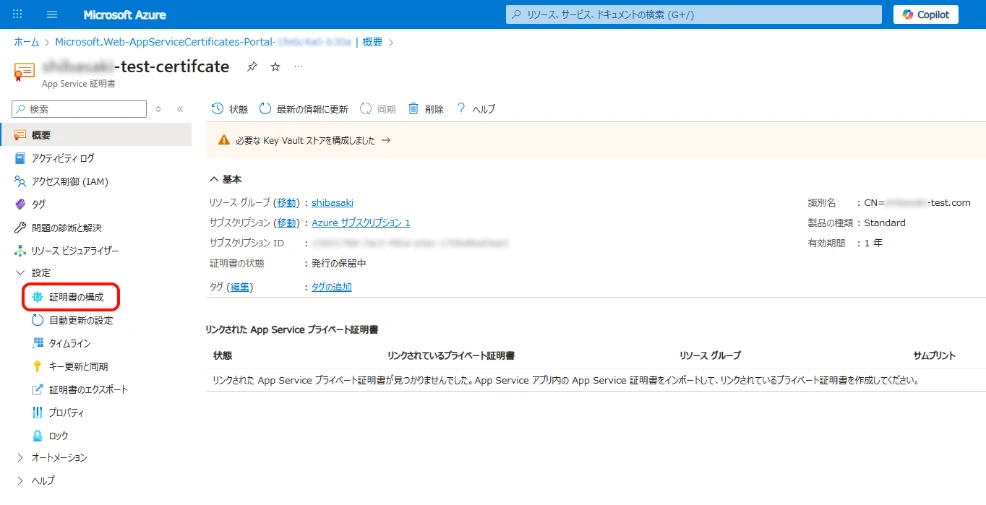 Microsoft Azure
リソース、サービス、ドキュメントの検索 (G+/)
Copilot
ホーム > Microsoft.Web-AppServiceCertificates-Portal- | 概要 >
-test-certifcate
App Service 証明書
検索
概要
アクティビティ ログ
アクセス制御 (IAM)
タグ
問題の診断と解決
リソース ビジュアライザー
設定
証明書の構成
自動更新の設定
タイムライン
キー更新と同期
証明書のエクスポート
プロパティ
ロック
オートメーション
ヘルプ
状態 最新の情報に更新 同期 削除 ヘルプ
必要な Key Vault ストアを構成しました →
基本
リソース グループ (移動) : shibasaki
サブスクリプション (移動) : Azure サブスクリプション 1
サブスクリプション ID :
証明書の状態 : 発行の保留中
タグ (編集) : タグの追加
識別名 : CN= -test.com
製品の種類 : Standard
有効期間 : 1 年
リンクされた App Service プライベート証明書
状態 リンクされているプライベート証明書 リソース グループ サムプリント
リンクされた App Service プライベート証明書が見つかりませんでした。App Service アプリ内の App Service 証明書をインポートして、リンクされているプライベート証明書を作成してください。